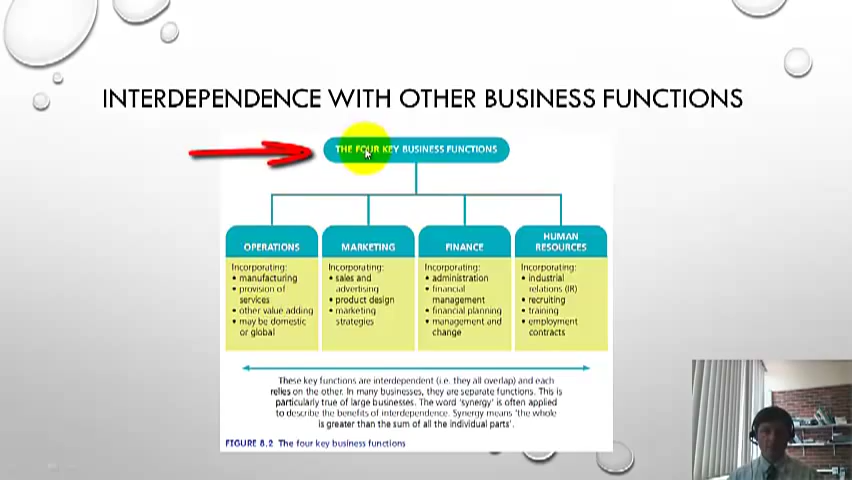 INTERDEPENDENCE WITH OTHER BUSINESS FUNCTIONS
THE FOUR KEY BUSINESS FUNCTIONS
OPERATIONS
Incorporating:
• manufacturing
• provision of
services
• other value adding
• may be domestic
or global
MARKETING
Incorporating:
• sales and
advertising
• product design
• marketing
strategies
FINANCE
Incorporating:
• administration
• financial
management
• financial planning
• management and
change
HUMAN
RESOURCES
Incorporating:
• industrial
relations (IR)
• recruiting
• training
• employment
contracts
These key functions are interdependent (i.e. they all overlap) and each
relies on the other. In many businesses, they are separate functions. This is
particularly true of large businesses. The word 'synergy' is often applied
to describe the benefits of interdependence. Synergy means 'the whole
is greater than the sum of all the individual parts'.
FIGURE 8.2 The four key business functions